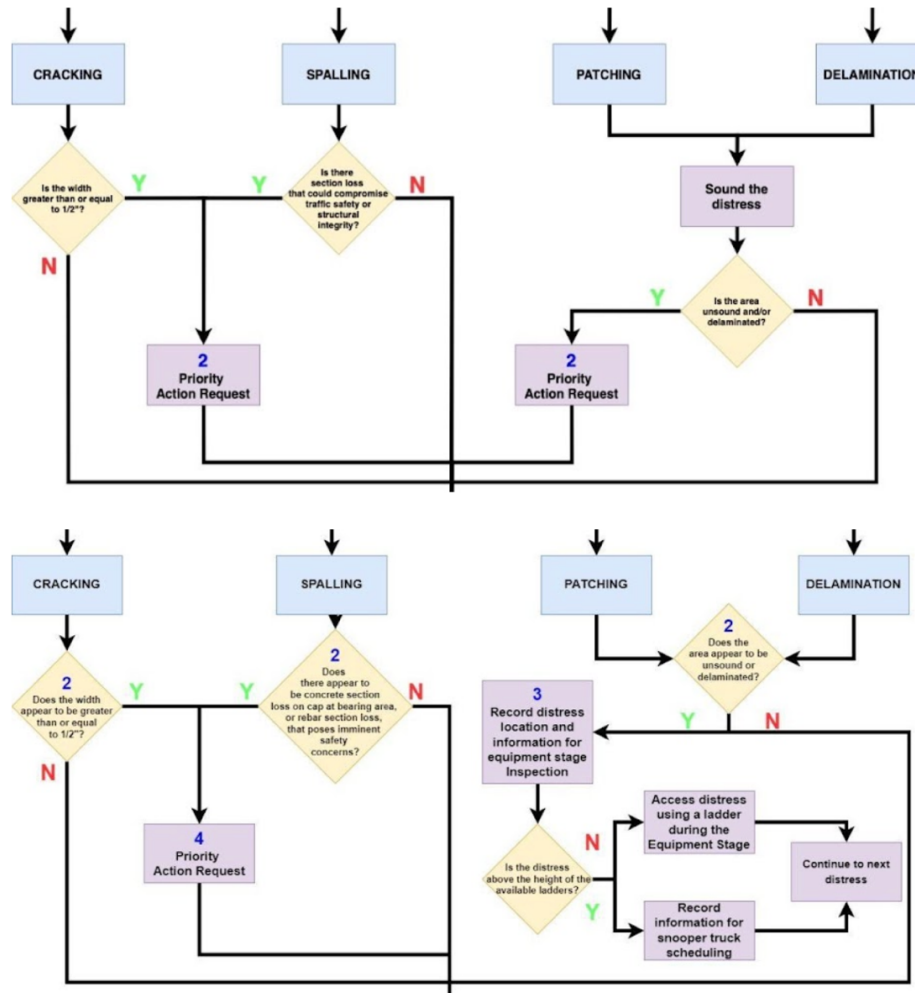 CRACKING
SPALLING
PATCHING
DELAMINATION
Is the width
greater than or equal
to 1/2"?
Y
Y
Is there
section loss
that could compromise
traffic safety or
structural
integrity?
N
Sound the
distress
N
Y
Is the area
unsound and/or
delaminated?
N
2
Priority
Action Request
2
Priority
Action Request
CRACKING
SPALLING
PATCHING
DELAMINATION
2
Does the width
appear to be greater
than or equal
to 1/2"?
Y
Y
2
Does
there appear to
be concrete section
loss on cap at bearing area,
or rebar section loss,
that poses imminent
safety
concerns?
N
2
Does the
area appear to be
unsound or
delaminated?
Y
N
N
3
Record distress
location and
information for
equipment stage
Inspection
4
Priority
Action Request
Is the distress
above the height of the
available ladders?
N
Y
Access distress
using a ladder
during the
Equipment Stage
Record
information for
snooper truck
scheduling
Continue to next
distress